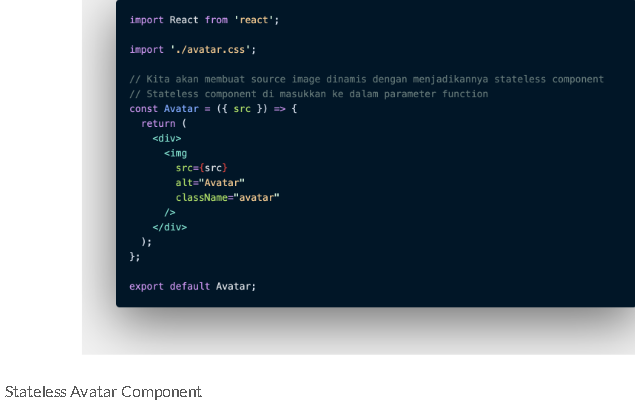 import React from 'react';
import './avatar.css';
// Kita akan membuat source image dinamis dengan menjadikannya stateless component
// Stateless component di masukkan ke dalam parameter function
const Avatar = ({ src }) => {
return (
<div>
<img
src={src}
alt="Avatar"
className="avatar"
/>
</div>
);
};
export default Avatar;
Stateless Avatar Component